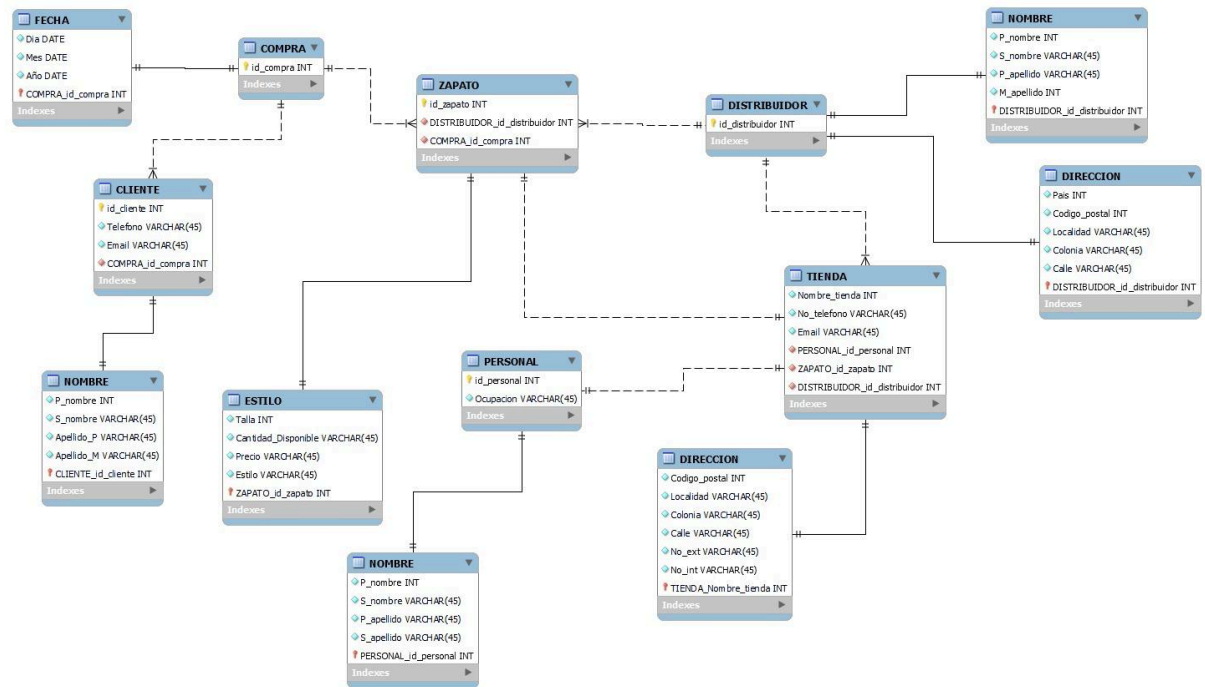 FECHA
Dia DATE
Mes DATE
Año DATE
COMPRA_id_compra INT
Indexes
COMPRA
id_compra INT
Indexes
ZAPATO
id_zapato INT
DISTRIBUIDOR_id_distribuidor INT
COMPRA_id_compra INT
Indexes
DISTRIBUIDOR
id_distribuidor INT
Indexes
NOMBRE
P_nombre INT
S_nombre VARCHAR(45)
P_apellido VARCHAR(45)
M_apellido INT
DISTRIBUIDOR_id_distribuidor INT
Indexes
DIRECCION
Pais INT
Codigo_postal INT
Localidad VARCHAR(45)
Colonia VARCHAR(45)
Calle VARCHAR(45)
DISTRIBUIDOR_id_distribuidor INT
Indexes
CLIENTE
id_cliente INT
Telefono VARCHAR(45)
Email VARCHAR(45)
COMPRA_id_compra INT
Indexes
TIENDA
Nombre_tienda INT
No_telefono VARCHAR(45)
Email VARCHAR(45)
PERSONAL_id_personal INT
ZAPATO_id_zapato INT
DISTRIBUIDOR_id_distribuidor INT
Indexes
NOMBRE
P_nombre INT
S_nombre VARCHAR(45)
Apellido_P VARCHAR(45)
Apellido_M VARCHAR(45)
CLIENTE_id_cliente INT
Indexes
ESTILO
Talla INT
Cantidad_Disponible VARCHAR(45)
Precio VARCHAR(45)
Estilo VARCHAR(45)
ZAPATO_id_zapato INT
Indexes
PERSONAL
id_personal INT
Ocupacion VARCHAR(45)
Indexes
DIRECCION
Codigo_postal INT
Localidad VARCHAR(45)
Colonia VARCHAR(45)
Calle VARCHAR(45)
No_ext VARCHAR(45)
No_int VARCHAR(45)
TIENDA_Nombre_tienda INT
Indexes
NOMBRE
P_nombre INT
S_nombre VARCHAR(45)
P_apellido VARCHAR(45)
S_apellido VARCHAR(45)
PERSONAL_id_personal INT
Indexes